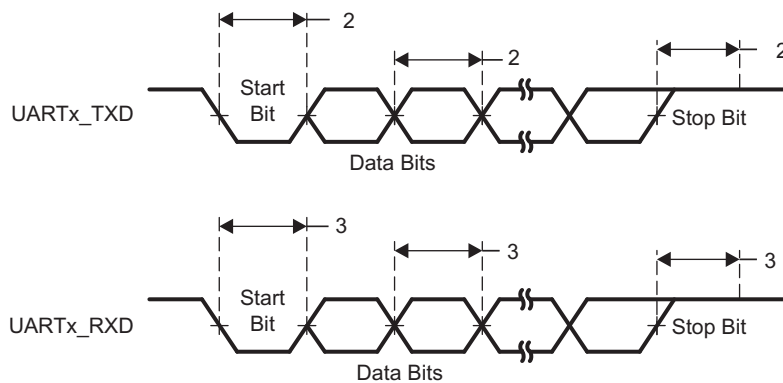 2
2
2
Start
Bit
UARTx_TXD
Stop Bit
Data Bits
3
3
3
Start
Bit
UARTx_RXD
Stop Bit
Data Bits